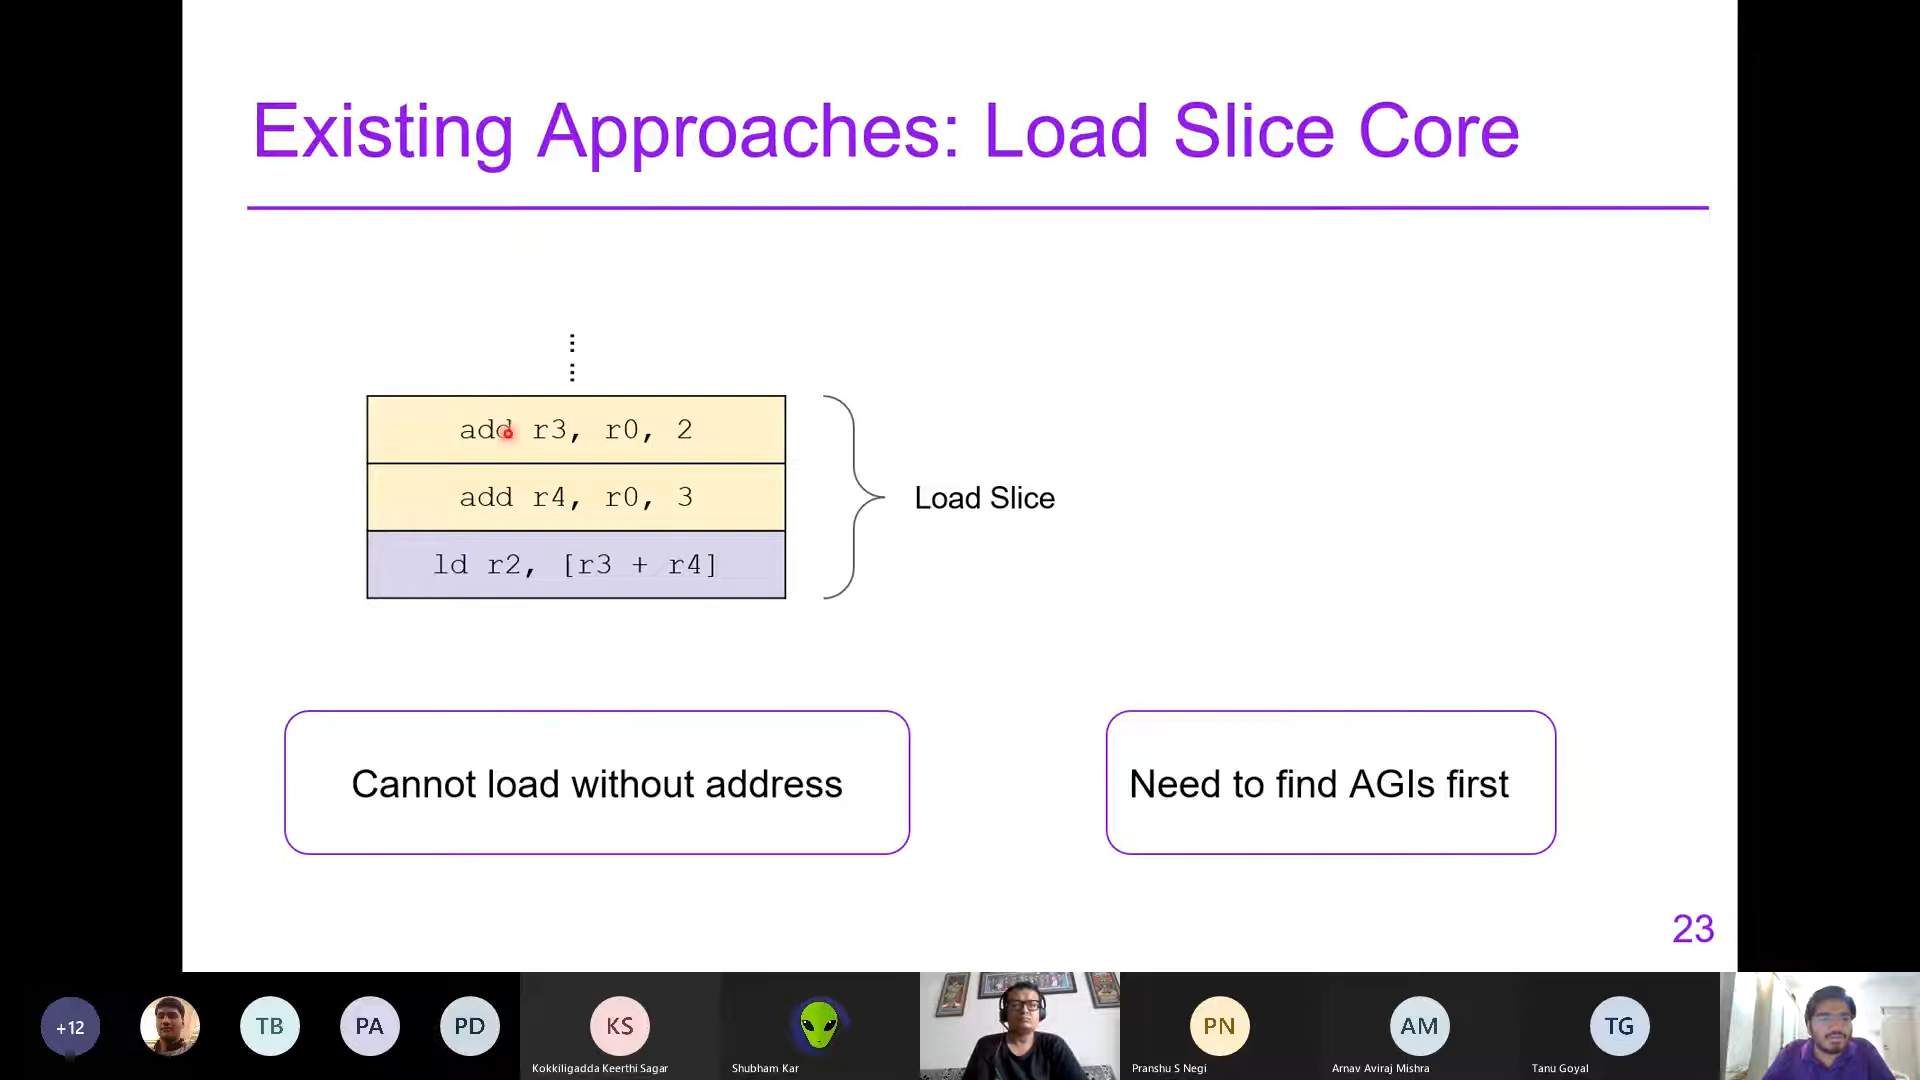 Existing Approaches: Load Slice Core
add r3, r0, 2
add r4, r0, 3
ld r2, [r3 + r4]
Load Slice
Cannot load without address
Need to find AGIs first
23
+12
TB
PA
PD
KS
Kokkiligadda Keerthi Sagar
Shubham Kar
PN
Pranshu S Negi
AM
Arnav Aviraj Mishra
TG
Tanu Goyal